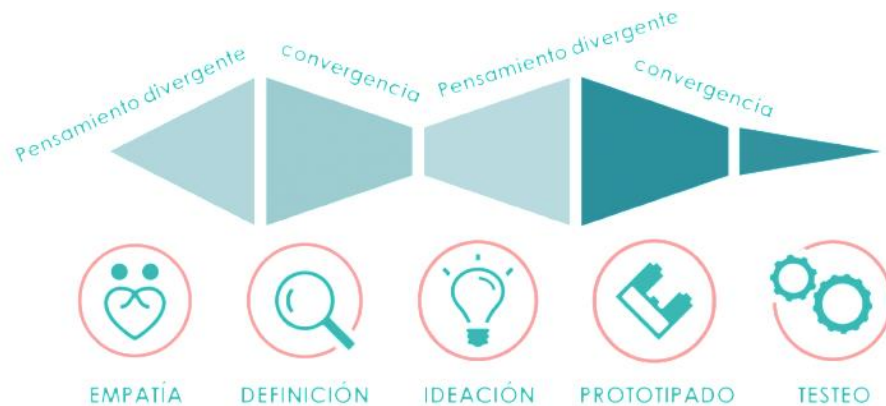 Pensamiento divergente
convergencia
Pensamiento divergente
convergencia
EMPATÍA
DEFINICIÓN
IDEACIÓN
PROTOTIPADO
TESTEO